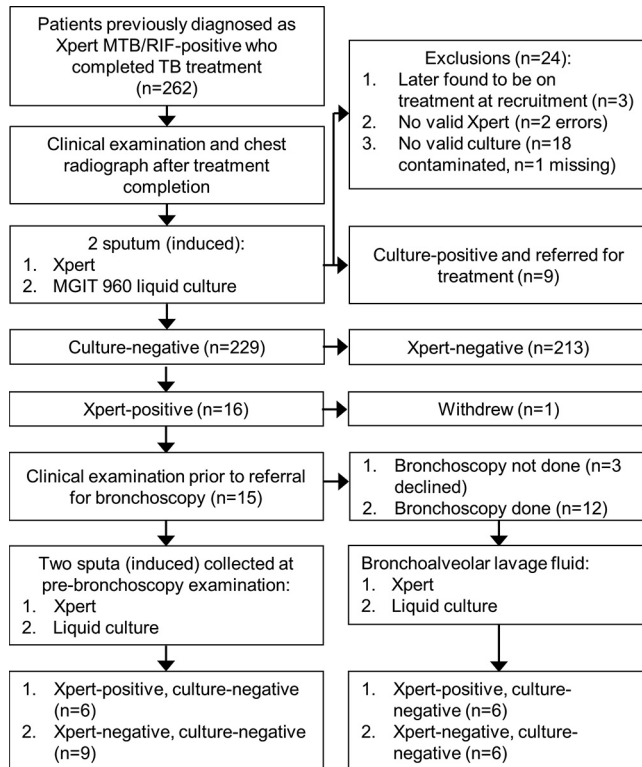 Patients previously diagnosed as
Xpert MTB/RIF-positive who
completed TB treatment
(n=262)
Exclusions (n=24):
1. Later found to be on
treatment at recruitment (n=3)
2. No valid Xpert (n=2 errors)
3. No valid culture (n=18
contaminated, n=1 missing)
Clinical examination and chest
radiograph after treatment
completion
2 sputum (induced):
1. Xpert
2. MGIT 960 liquid culture
Culture-positive and referred for
treatment (n=9)
Culture-negative (n=229)
Xpert-negative (n=213)
Xpert-positive (n=16)
Withdrew (n=1)
Clinical examination prior to referral
for bronchoscopy (n=15)
1. Bronchoscopy not done (n=3
declined)
2. Bronchoscopy done (n=12)
Two sputa (induced) collected at
pre-bronchoscopy examination:
1. Xpert
2. Liquid culture
Bronchoalveolar lavage fluid:
1. Xpert
2. Liquid culture
1. Xpert-positive, culture-negative
(n=6)
2. Xpert-negative, culture-negative
(n=9)
1. Xpert-positive, culture-
negative (n=6)
2. Xpert-negative, culture-
negative (n=6)